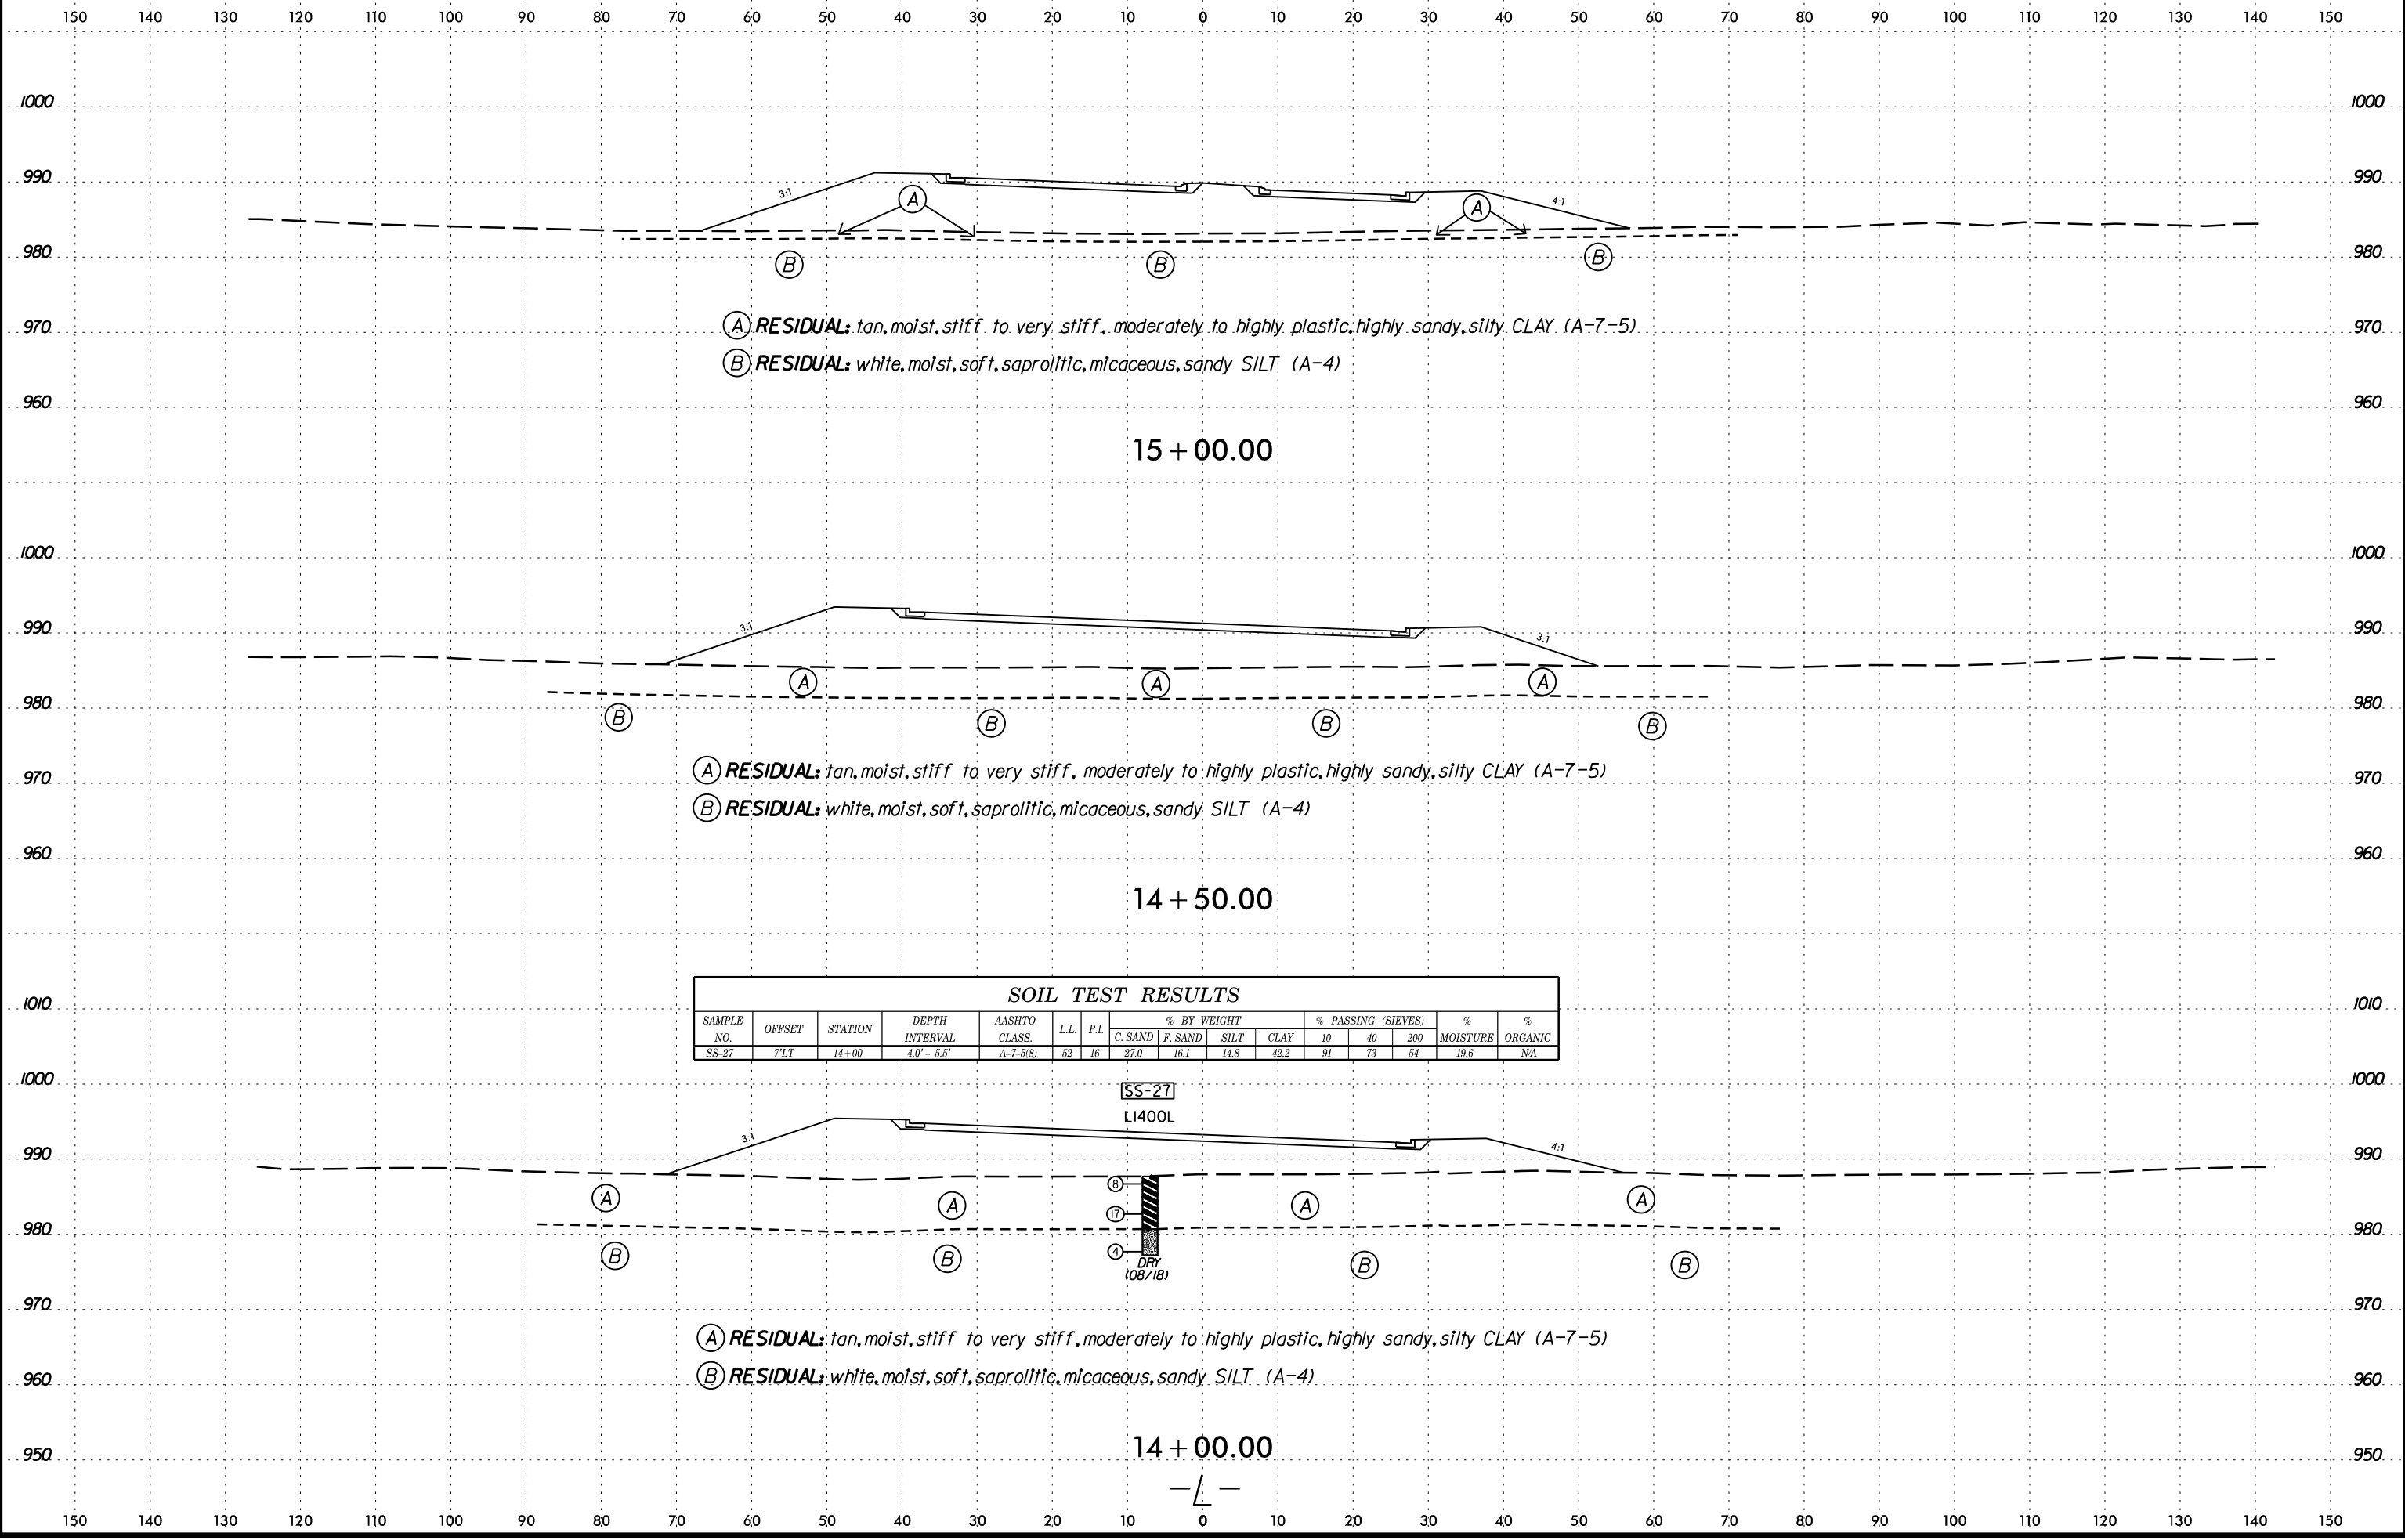 150 140 130 120 110 100 90 80 70 60 50 40 30 20 10 0 10 20 30 40 50 60 70 80 90 100 110 120 130 140 150
1000 1000
990 3:1 A A 4:1 990
980 B B B 980
970 A RESIDUAL: tan, moist, stiff to very stiff, moderately to highly plastic, highly sandy, silty CLAY (A-7-5) 970
B RESIDUAL: white, moist, soft, saprolitic, micaceous, sandy SILT (A-4)
960 960
15+00.00
1000 1000
990 3:1 3:1 990
A A A
980 B B B B 980
970 A RESIDUAL: tan, moist, stiff to very stiff, moderately to highly plastic, highly sandy, silty CLAY (A-7-5) 970
B RESIDUAL: white, moist, soft, saprolitic, micaceous, sandy SILT (A-4)
960 960
14+50.00
1010 1010
SOIL TEST RESULTS
SAMPLE NO. OFFSET STATION DEPTH INTERVAL AASHTO CLASS. L.L. P.I. % BY WEIGHT % PASSING (SIEVES) % MOISTURE % ORGANIC
C. SAND F. SAND SILT CLAY 10 40 200
SS-27 7'LT 14+00 4.0' - 5.5' A-7-5(8) 52 16 27.0 16.1 14.8 42.2 91 73 54 19.6 N/A
1000 1000
SS-27
L1400L
990 3:1 4:1 990
8
A A A A
17
980 980
4
B B B B
DRY
(08/18)
970 970
A RESIDUAL: tan, moist, stiff to very stiff, moderately to highly plastic, highly sandy, silty CLAY (A-7-5)
960 B RESIDUAL: white, moist, soft, saprolitic, micaceous, sandy SILT (A-4) 960
14+00.00
950 950
-L-
150 140 130 120 110 100 90 80 70 60 50 40 30 20 10 0 10 20 30 40 50 60 70 80 90 100 110 120 130 140 150